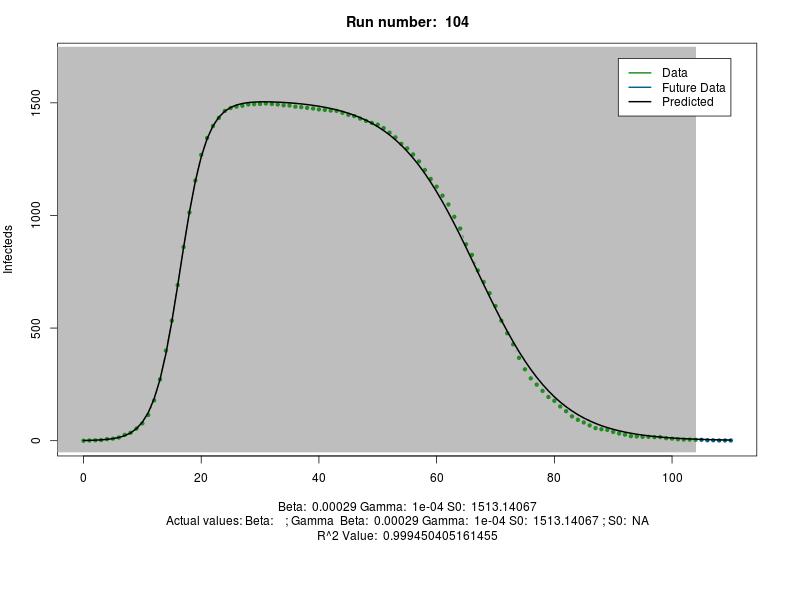 Run number: 104
Data
Future Data
Predicted
Infecteds
1500
1000
500
0
0 20 40 60 80 100
Beta: 0.00029 Gamma: 1e-04 S0: 1513.14067
Actual values: Beta: ; Gamma Beta: 0.00029 Gamma: 1e-04 S0: 1513.14067 ; S0: NA
R^2 Value: 0.999450405161455